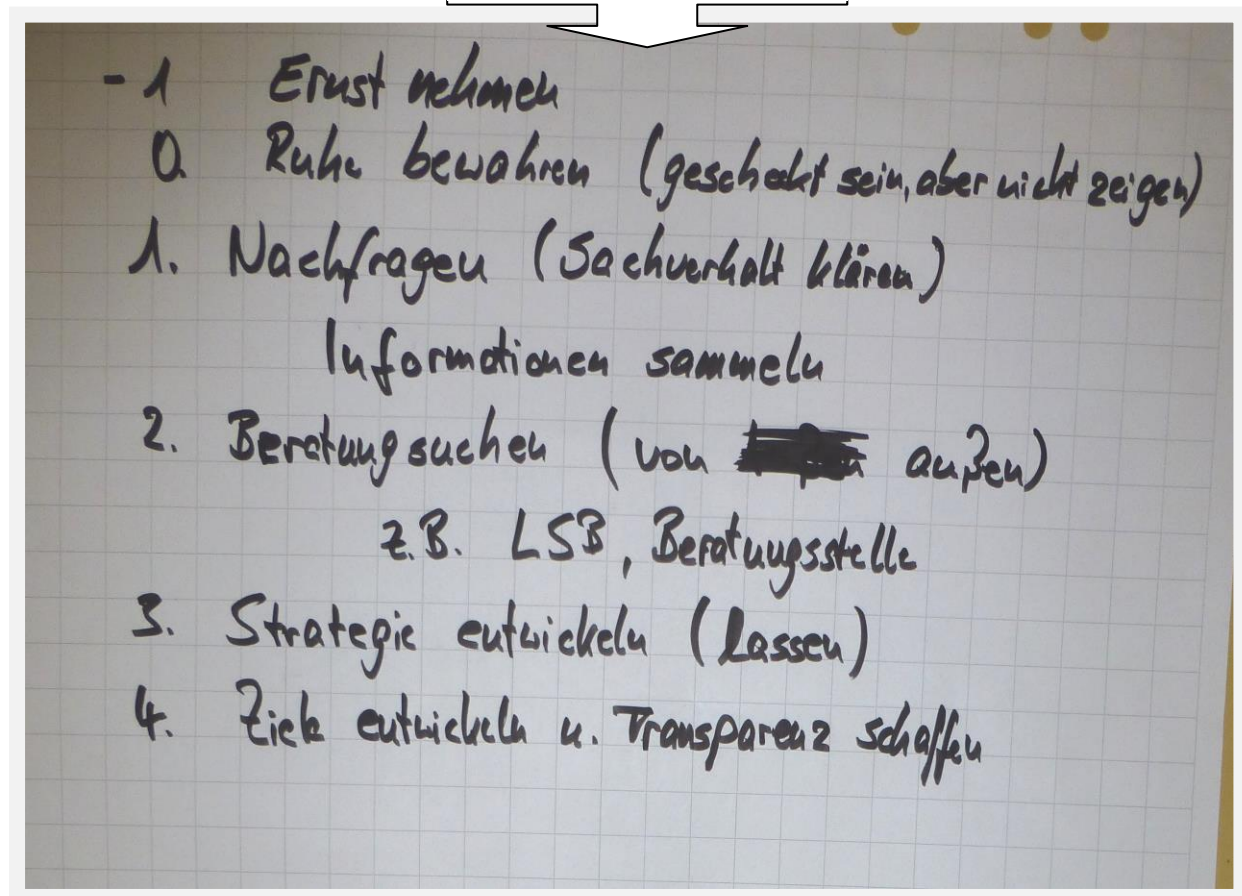 - 1 Ernst nehmen
0. Ruhe bewahren (geschockt sein, aber nicht zeigen)
1. Nachfragen (Sachverhalt klären)
Informationen sammeln
2. Beratung suchen (von außen)
z.B. LSB, Beratungsstelle
3. Strategie entwickeln (lassen)
4. Ziele entwickeln u. Transparenz schaffen